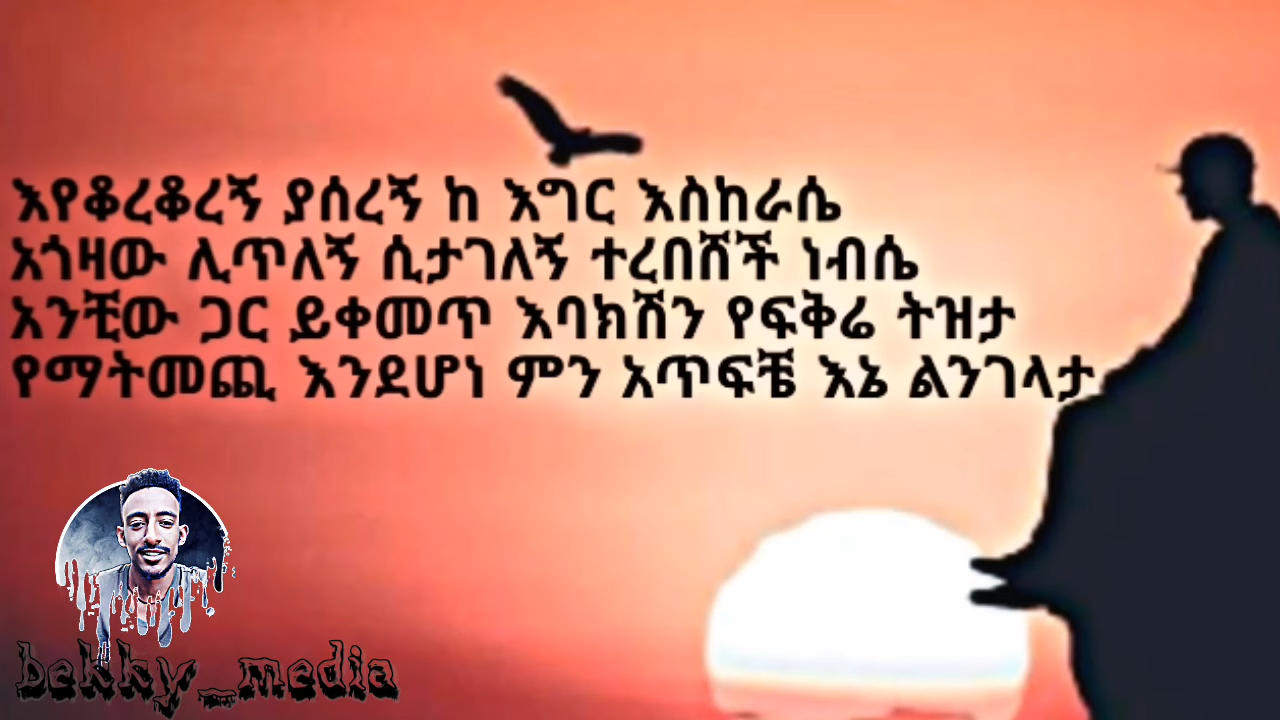 እየቆረቆረኝ ያሰረኝ ከ እግር እስከራሴ
አጎዛው ሊጥለኝ ሲታገለኝ ተረበሸች ነብሴ
አንቺው ጋር ይቀመጥ እባክሽን የፍቅሬ ትዝታ
የማትመጪ እንደሆነ ምን አጥፍቼ እኔ ልንገላታ
bekky_media